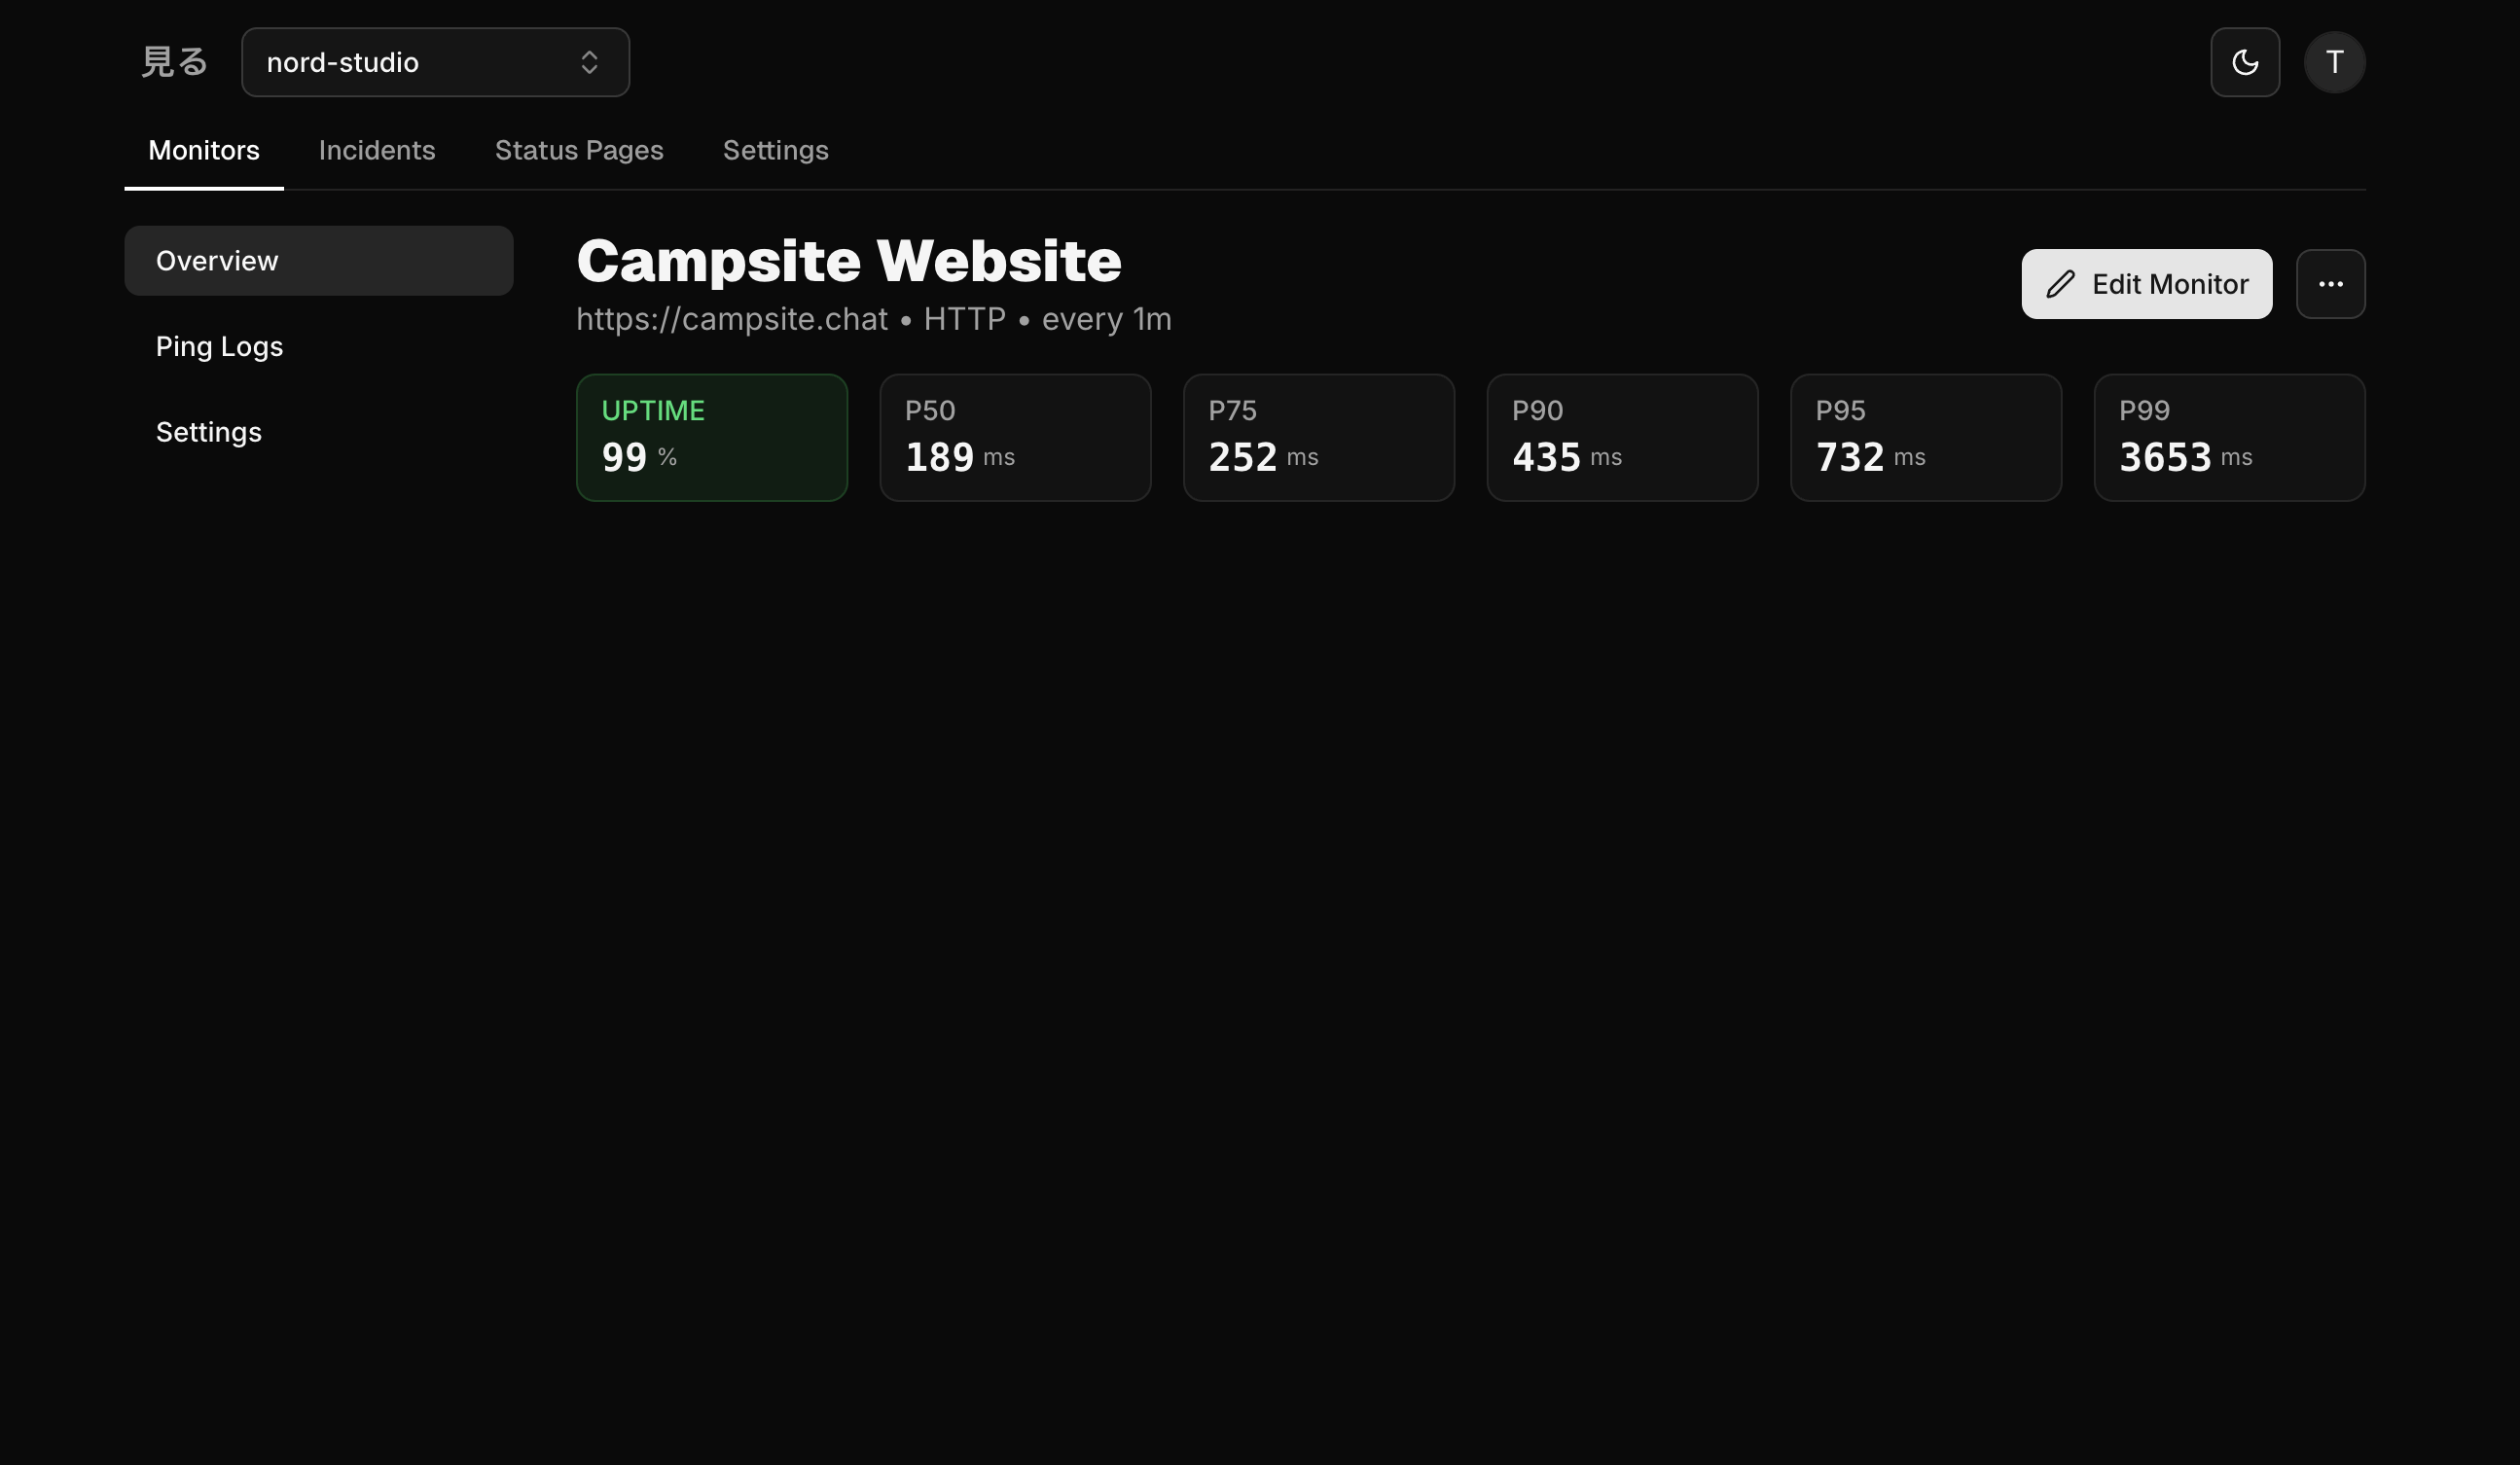 見る
nord-studio
T
Monitors
Incidents
Status Pages
Settings
Overview
Ping Logs
Settings
Campsite Website
https://campsite.chat • HTTP • every 1m
Edit Monitor
UPTIME
99 %
P50
189 ms
P75
252 ms
P90
435 ms
P95
732 ms
P99
3653 ms